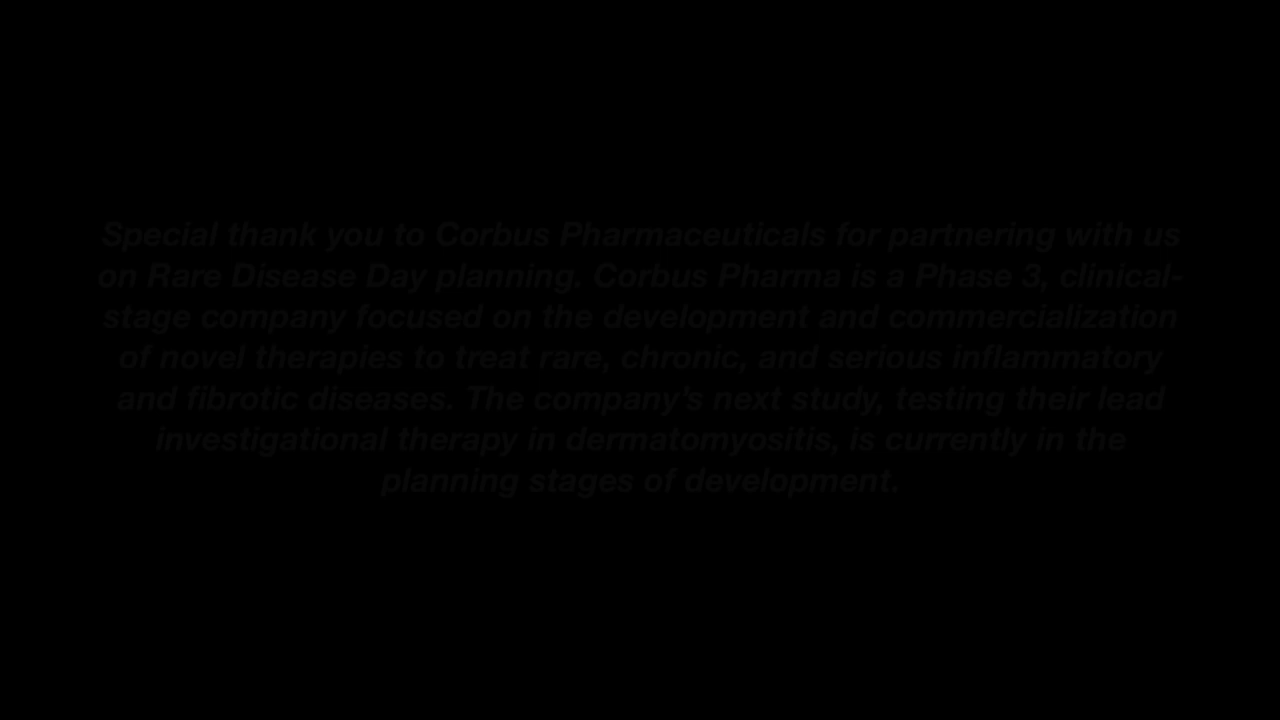 Special thank you to Corbus Pharmaceuticals for partnering with us
on Rare Disease Day planning. Corbus Pharma is a Phase 3, clinical-
stage company focused on the development and commercialization
of novel therapies to treat rare, chronic, and serious inflammatory
and fibrotic diseases. The company’s next study, testing their lead
investigational therapy in dermatomyositis, is currently in the
planning stages of development.